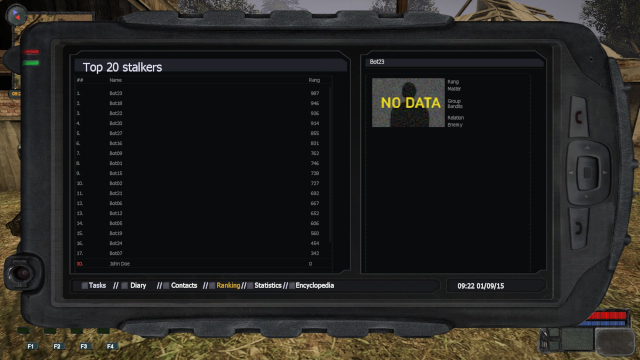 Top 20 stalkers
## Name Rang
1. Bot23 987
2. Bot18 946
3. Bot22 936
4. Bot20 914
5. Bot27 865
6. Bot16 831
7. Bot09 763
8. Bot01 746
9. Bot15 739
10. Bot02 727
11. Bot21 693
12. Bot06 667
13. Bot12 652
14. Bot05 606
15. Bot19 560
16. Bot24 464
17. Bot07 343
John Doe 0
Bot23
NO DATA
Rang
Master
Group
Bandits
Relation
Enemy
Tasks // Diary // Contacts // Ranking // Statistics // Encyclopedia
09:22 01/09/15
F1 F2 F3 F4